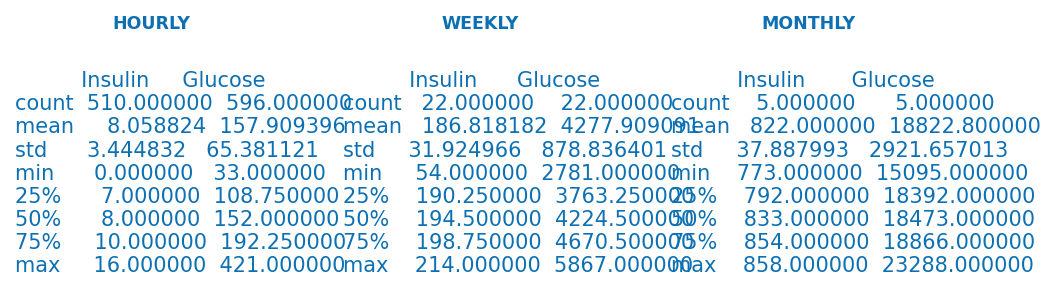 HOURLY WEEKLY MONTHLY
Insulin Glucose Insulin Glucose Insulin Glucose
count 510.000000 596.000000 count 22.000000 22.000000 count 5.000000 5.000000
mean 8.058824 157.909396 mean 186.818182 4277.909091 mean 822.000000 18822.800000
std 3.444832 65.381121 std 31.924966 878.836401 std 37.887993 2921.657013
min 0.000000 33.000000 min 54.000000 2781.000000 min 773.000000 15095.000000
25% 7.000000 108.750000 25% 190.250000 3763.250000 25% 792.000000 18392.000000
50% 8.000000 152.000000 50% 194.500000 4224.500000 50% 833.000000 18473.000000
75% 10.000000 192.250000 75% 198.750000 4670.500000 75% 854.000000 18866.000000
max 16.000000 421.000000 max 214.000000 5867.000000 max 858.000000 23288.000000